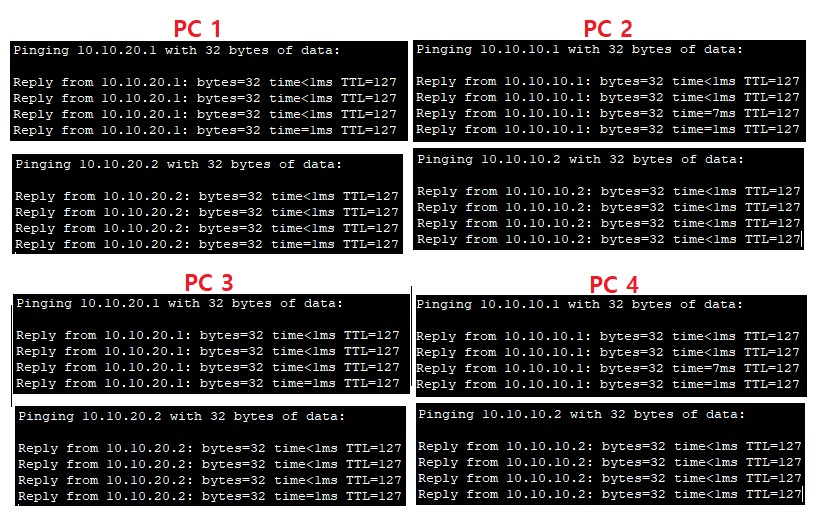 PC 1
Pinging 10.10.20.1 with 32 bytes of data:
Reply from 10.10.20.1: bytes=32 time<1ms TTL=127
Reply from 10.10.20.1: bytes=32 time<1ms TTL=127
Reply from 10.10.20.1: bytes=32 time<1ms TTL=127
Reply from 10.10.20.1: bytes=32 time=1ms TTL=127
Pinging 10.10.20.2 with 32 bytes of data:
Reply from 10.10.20.2: bytes=32 time<1ms TTL=127
Reply from 10.10.20.2: bytes=32 time<1ms TTL=127
Reply from 10.10.20.2: bytes=32 time<1ms TTL=127
Reply from 10.10.20.2: bytes=32 time=1ms TTL=127
PC 2
Pinging 10.10.10.1 with 32 bytes of data:
Reply from 10.10.10.1: bytes=32 time<1ms TTL=127
Reply from 10.10.10.1: bytes=32 time<1ms TTL=127
Reply from 10.10.10.1: bytes=32 time=7ms TTL=127
Reply from 10.10.10.1: bytes=32 time=1ms TTL=127
Pinging 10.10.10.2 with 32 bytes of data:
Reply from 10.10.10.2: bytes=32 time<1ms TTL=127
Reply from 10.10.10.2: bytes=32 time<1ms TTL=127
Reply from 10.10.10.2: bytes=32 time<1ms TTL=127
Reply from 10.10.10.2: bytes=32 time<1ms TTL=127
PC 3
Pinging 10.10.20.1 with 32 bytes of data:
Reply from 10.10.20.1: bytes=32 time<1ms TTL=127
Reply from 10.10.20.1: bytes=32 time<1ms TTL=127
Reply from 10.10.20.1: bytes=32 time<1ms TTL=127
Reply from 10.10.20.1: bytes=32 time=1ms TTL=127
Pinging 10.10.20.2 with 32 bytes of data:
Reply from 10.10.20.2: bytes=32 time<1ms TTL=127
Reply from 10.10.20.2: bytes=32 time<1ms TTL=127
Reply from 10.10.20.2: bytes=32 time<1ms TTL=127
Reply from 10.10.20.2: bytes=32 time=1ms TTL=127
PC 4
Pinging 10.10.10.1 with 32 bytes of data:
Reply from 10.10.10.1: bytes=32 time<1ms TTL=127
Reply from 10.10.10.1: bytes=32 time<1ms TTL=127
Reply from 10.10.10.1: bytes=32 time=7ms TTL=127
Reply from 10.10.10.1: bytes=32 time=1ms TTL=127
Pinging 10.10.10.2 with 32 bytes of data:
Reply from 10.10.10.2: bytes=32 time<1ms TTL=127
Reply from 10.10.10.2: bytes=32 time<1ms TTL=127
Reply from 10.10.10.2: bytes=32 time<1ms TTL=127
Reply from 10.10.10.2: bytes=32 time<1ms TTL=127